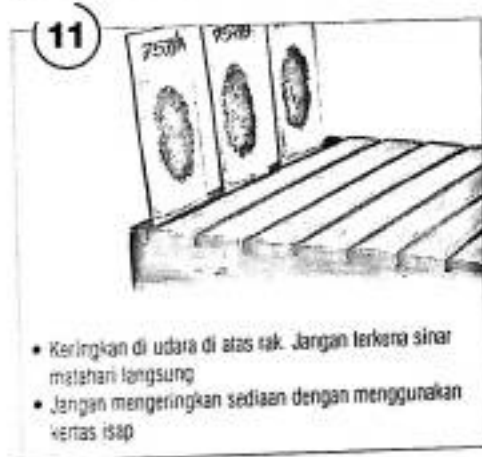 11
• Keringkan di udara di atas rak. Jangan terkena sinar
matahari langsung
• Jangan mengeringkan sediaan dengan menggunakan
kertas isap